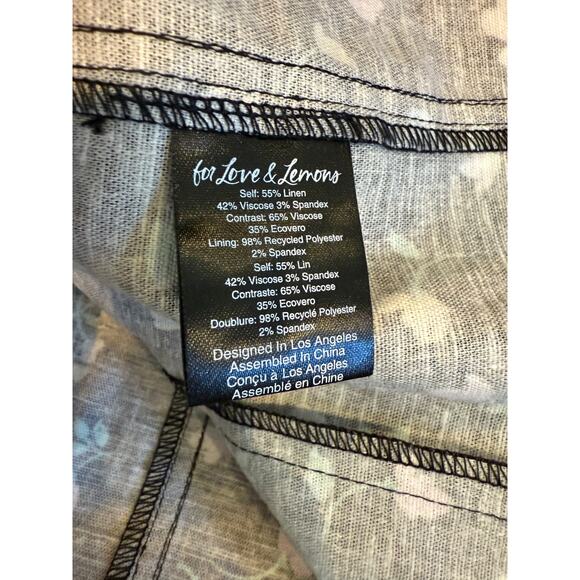 for Love & Lemons
Self: 55% Linen
42% Viscose 3% Spandex
Contrast: 65% Viscose
35% Ecovero
Lining: 98% Recycled Polyester
2% Spandex
Self: 55% Lin
42% Viscose 3% Spandex
Contraste: 65% Viscose
35% Ecovero
Doublure: 98% Recyclé Polyester
2% Spandex
Designed In Los Angeles
Assembled In China
Conçu à Los Angeles
Assemblé en Chine